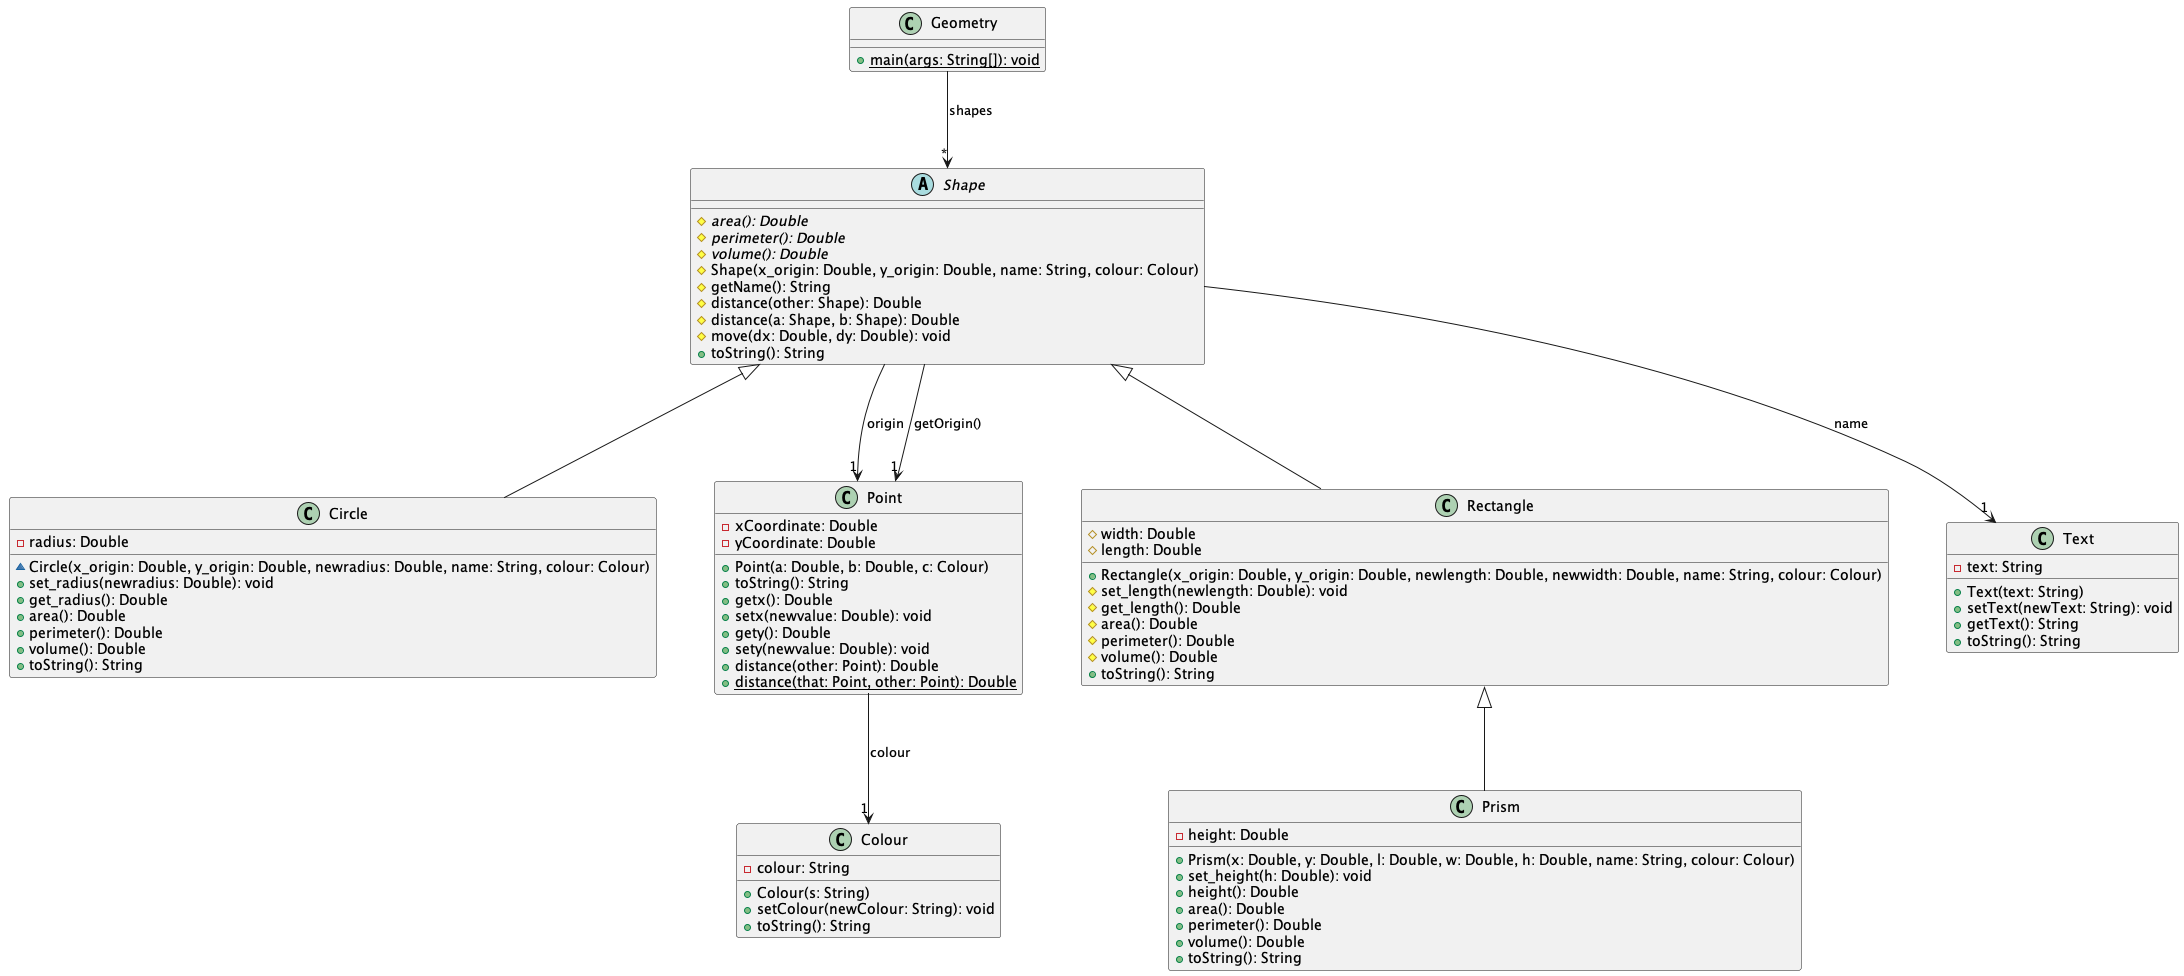 C Geometry
main(args: String[]): void
shapes
*
A Shape
area(): Double
perimeter(): Double
volume(): Double
Shape(x_origin: Double, y_origin: Double, name: String, colour: Colour)
getName(): String
distance(other: Shape): Double
distance(a: Shape, b: Shape): Double
move(dx: Double, dy: Double): void
toString(): String
origin
getOrigin()
name
1
1
1
C Circle
radius: Double
Circle(x_origin: Double, y_origin: Double, newradius: Double, name: String, colour: Colour)
set_radius(newradius: Double): void
get_radius(): Double
area(): Double
perimeter(): Double
volume(): Double
toString(): String
C Point
xCoordinate: Double
yCoordinate: Double
Point(a: Double, b: Double, c: Colour)
toString(): String
getx(): Double
setx(newvalue: Double): void
gety(): Double
sety(newvalue: Double): void
distance(other: Point): Double
distance(that: Point, other: Point): Double
C Rectangle
width: Double
length: Double
Rectangle(x_origin: Double, y_origin: Double, newlength: Double, newwidth: Double, name: String, colour: Colour)
set_length(newlength: Double): void
get_length(): Double
area(): Double
perimeter(): Double
volume(): Double
toString(): String
C Text
text: String
Text(text: String)
setText(newText: String): void
getText(): String
toString(): String
colour
1
C Colour
colour: String
Colour(s: String)
setColour(newColour: String): void
toString(): String
C Prism
height: Double
Prism(x: Double, y: Double, l: Double, w: Double, h: Double, name: String, colour: Colour)
set_height(h: Double): void
height(): Double
area(): Double
perimeter(): Double
volume(): Double
toString(): String